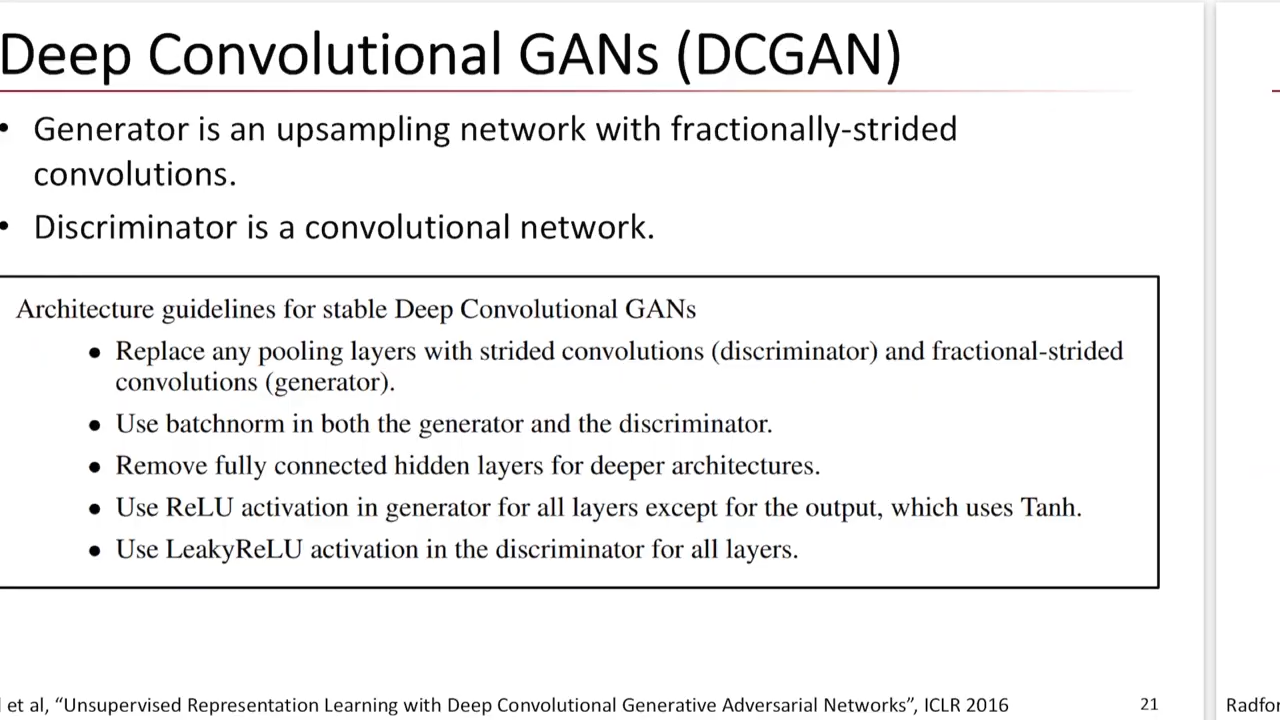 Deep Convolutional GANs (DCGAN)
• Generator is an upsampling network with fractionally-strided
convolutions.
• Discriminator is a convolutional network.
Architecture guidelines for stable Deep Convolutional GANs
• Replace any pooling layers with strided convolutions (discriminator) and fractional-strided
convolutions (generator).
• Use batchnorm in both the generator and the discriminator.
• Remove fully connected hidden layers for deeper architectures.
• Use ReLU activation in generator for all layers except for the output, which uses Tanh.
• Use LeakyReLU activation in the discriminator for all layers.
et al, “Unsupervised Representation Learning with Deep Convolutional Generative Adversarial Networks”, ICLR 2016
21
Radfo